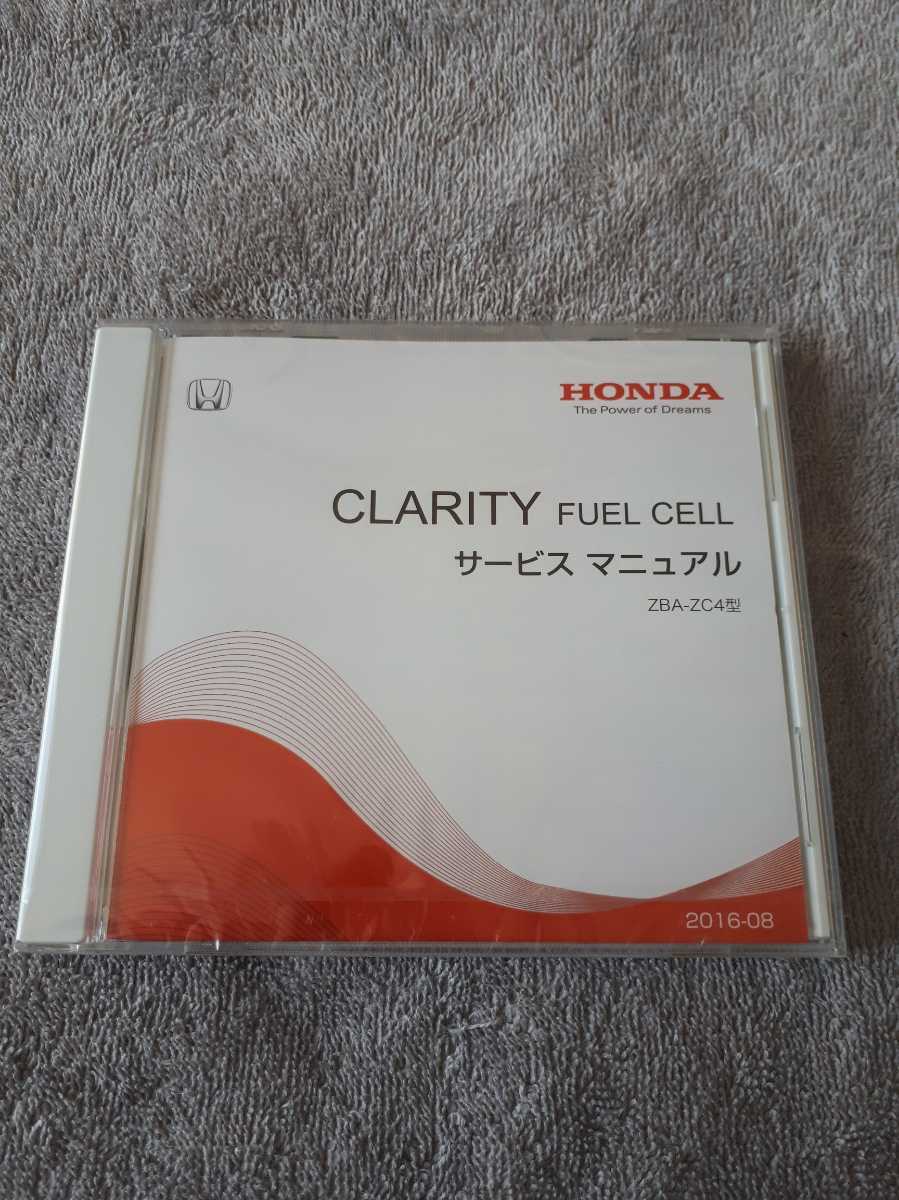 HONDA
The Power of Dreams
CLARITY FUEL CELL
サービス マニュアル
ZBA-ZC4型
2016-08